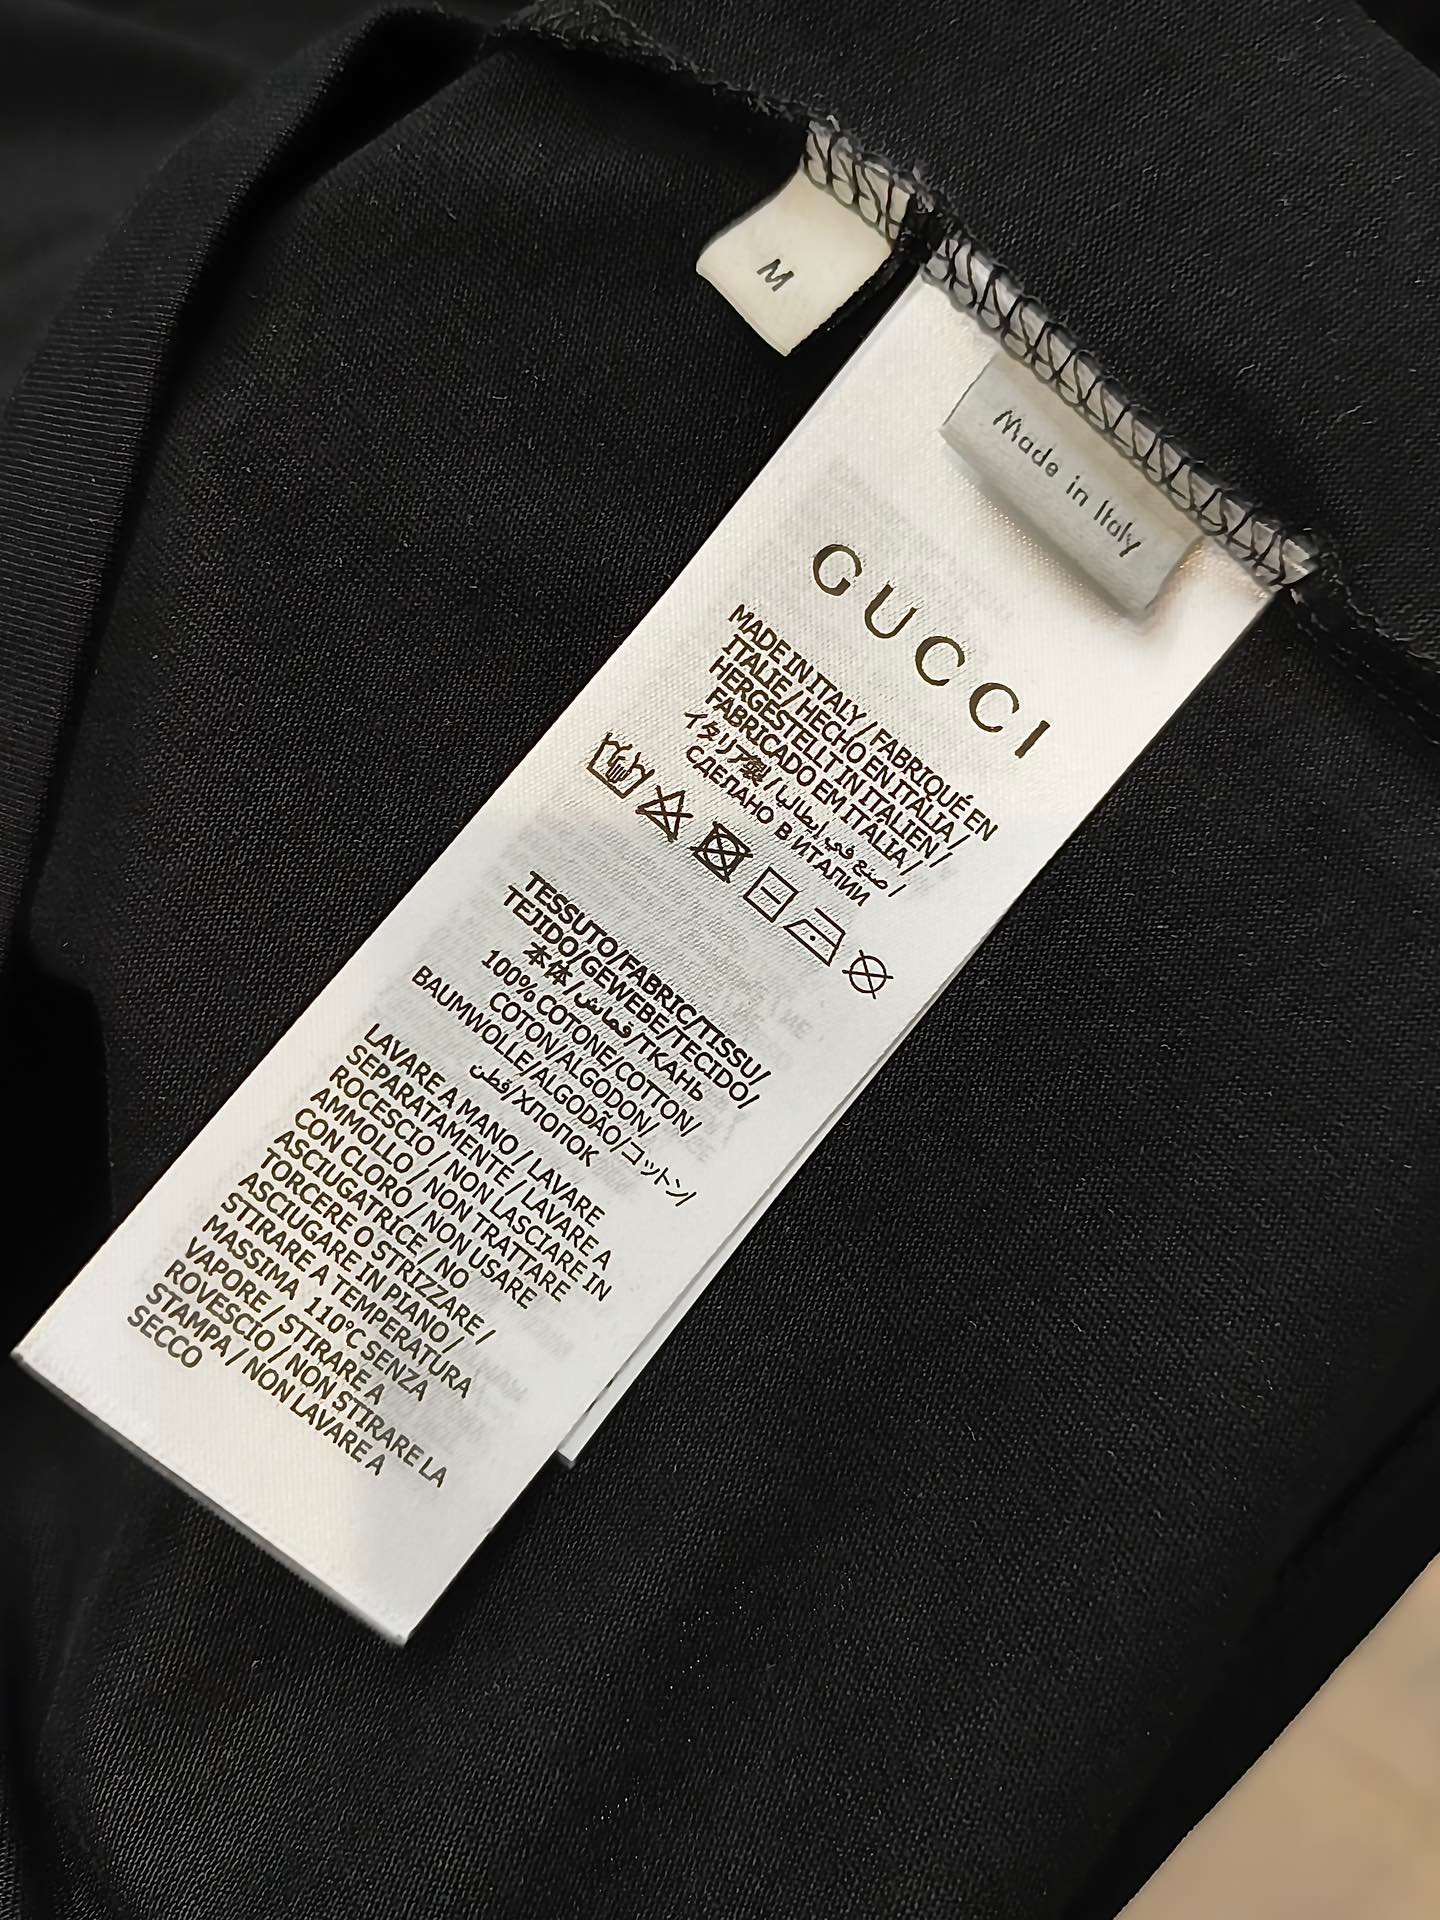 M
Made in Italy
GUCCI
MADE IN ITALY / FABRIQUÉ EN
ITALIE / HECHO EN ITALIA /
HERGESTELLT IN ITALIEN /
FABRICADO EM ITALIA /
イタリア製 / صنع في إيطاليا /
СДЕЛАНО В ИТАЛИИ
TESSUTO/FABRIC/TISSU/
TEJIDO/GEWEBE/TECIDO/
本体/قماش/ТКАНЬ
100% COTONE/COTTON/
COTON/ALGODON/
BAUMWOLLE/ALGODÃO/コットン/
قطن/ХЛОПОК
LAVARE A MANO / LAVARE
SEPARATAMENTE / LAVARE A
ROCESCIO / NON LASCIARE IN
AMMOLLO / NON TRATTARE
CON CLORO / NON USARE
ASCIUGATRICE / NO
TORCERE O STRIZZARE /
ASCIUGARE IN PIANO /
STIRARE A TEMPERATURA
MASSIMA 110°C SENZA
VAPORE / STIRARE A
ROVESCIO / NON STIRARE LA
STAMPA / NON LAVARE A
SECCO